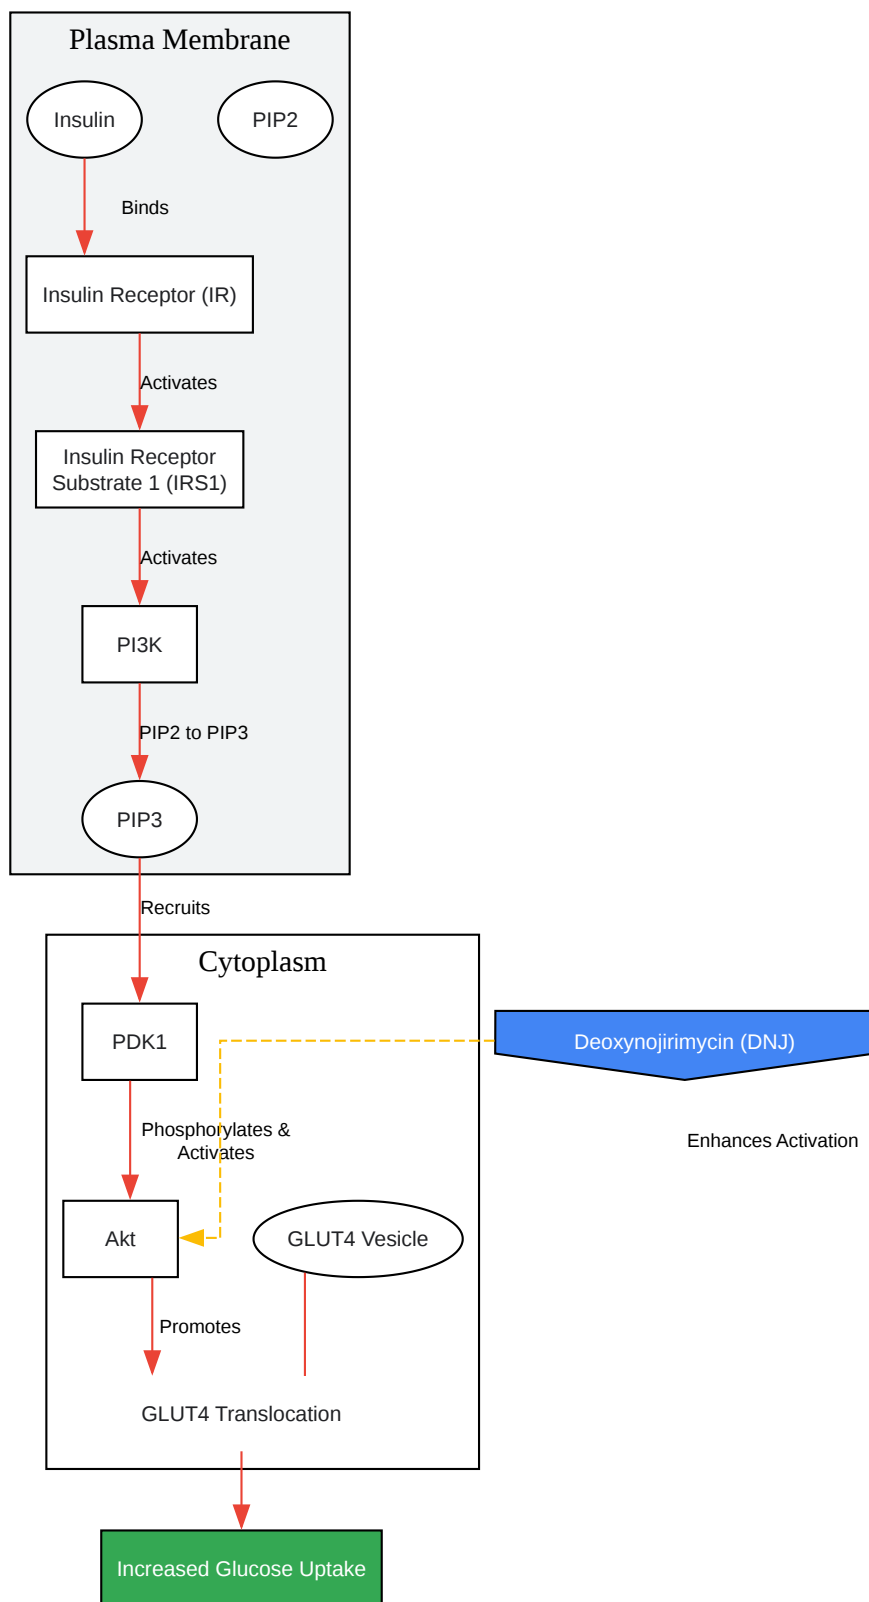 Plasma Membrane
Insulin
PIP2
Binds
Insulin Receptor (IR)
Activates
Insulin Receptor
Substrate 1 (IRS1)
Activates
PI3K
PIP2 to PIP3
PIP3
Recruits
Cytoplasm
PDK1
Deoxynojirimycin (DNJ)
Phosphorylates &
Activates
Enhances Activation
Akt
GLUT4 Vesicle
Promotes
GLUT4 Translocation
Increased Glucose Uptake